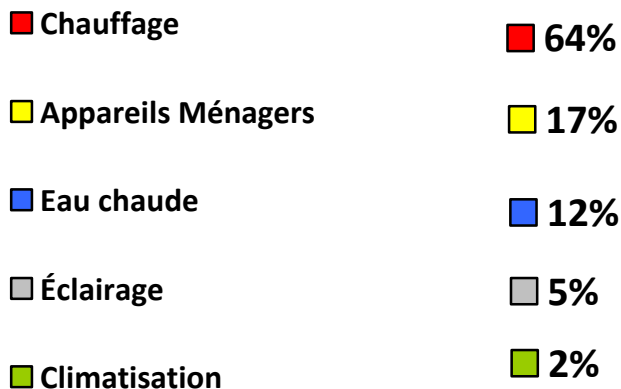 Chauffage 64%
Appareils Ménagers 17%
Eau chaude 12%
Éclairage 5%
Climatisation 2%